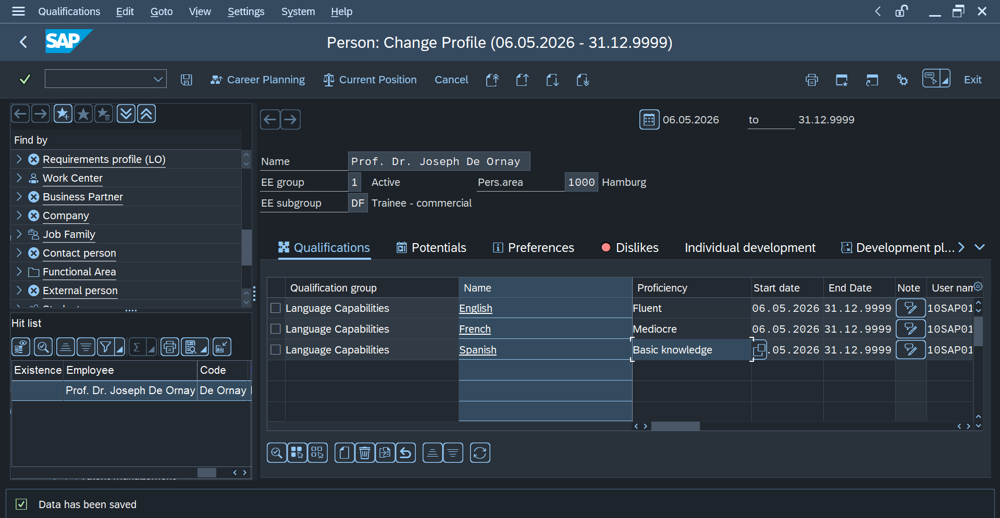 Qualifications Edit Goto View Settings System Help
SAP
Person: Change Profile (06.05.2026 - 31.12.9999)
Career Planning Current Position Cancel Exit
Find by
Requirements profile (LO)
Work Center
Business Partner
Company
Job Family
Contact person
Functional Area
External person
Hit list
Existence Employee Code
Prof. Dr. Joseph De Ornay De Ornay
06.05.2026 to 31.12.9999
Name Prof. Dr. Joseph De Ornay
EE group 1 Active Pers.area 1000 Hamburg
EE subgroup DF Trainee - commercial
Qualifications Potentials Preferences Dislikes Individual development Development pl...
Qualification group Name Proficiency Start date End Date Note User nam
Language Capabilities English Fluent 06.05.2026 31.12.9999 10SAP01
Language Capabilities French Mediocre 06.05.2026 31.12.9999 10SAP01
Language Capabilities Spanish Basic knowledge .05.2026 31.12.9999 10SAP01
Data has been saved